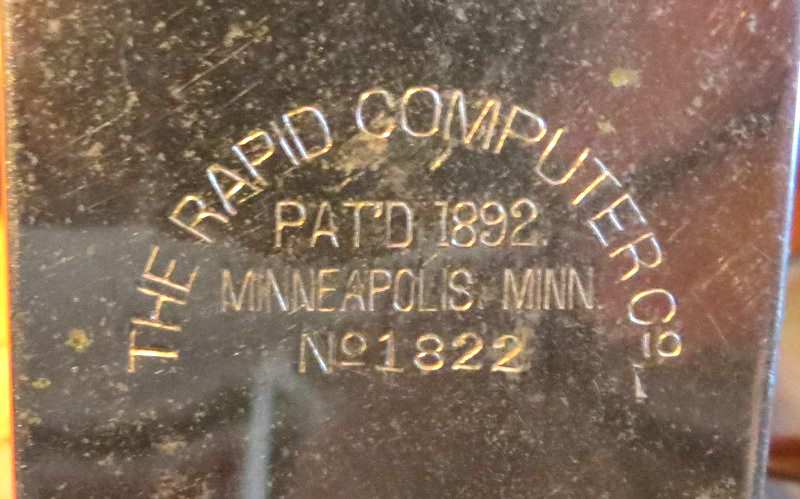 THE RAPID COMPUTER Co
PAT'D 1892.
MINNEAPOLIS, MINN.
No 1822